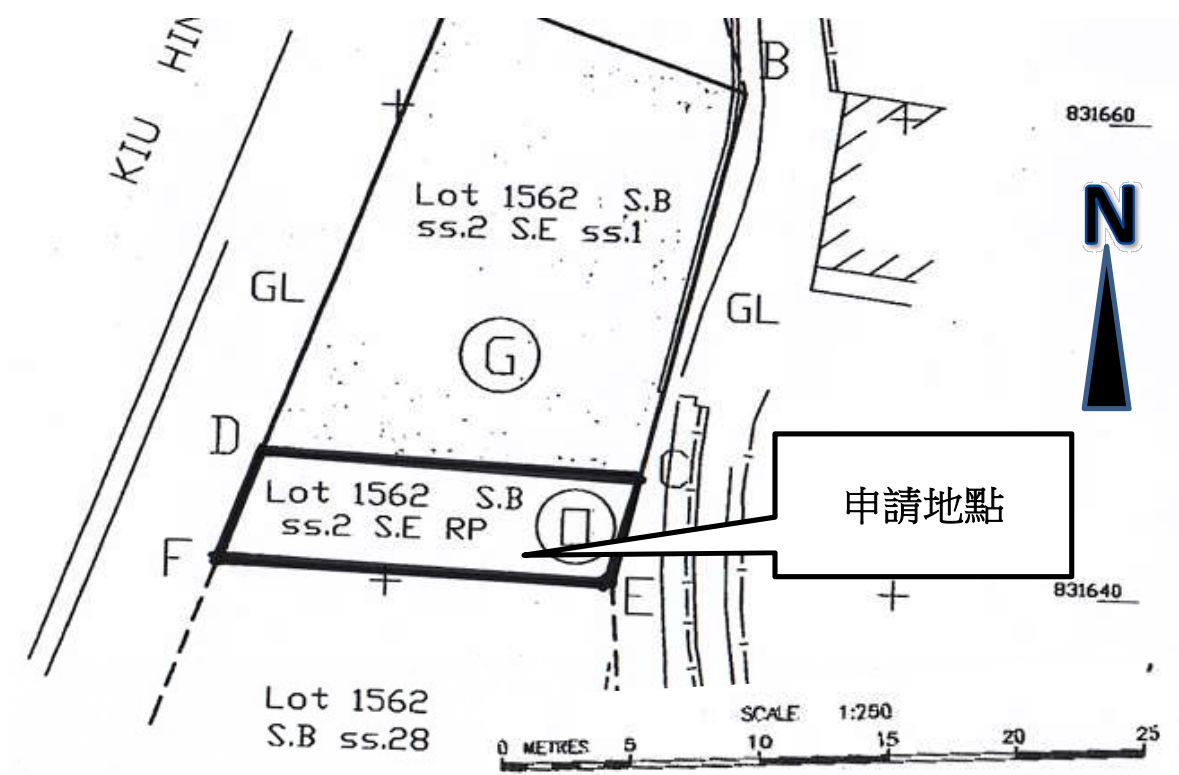 KIU HIN
B
831660
N
Lot 1562 S.B
ss.2 S.E ss.1
GL
GL
G
D
C
Lot 1562 S.B
ss.2 S.E RP
申請地點
F
E
831640
Lot 1562
S.B ss.28
SCALE 1:250
0 METRES 5 10 15 20 25